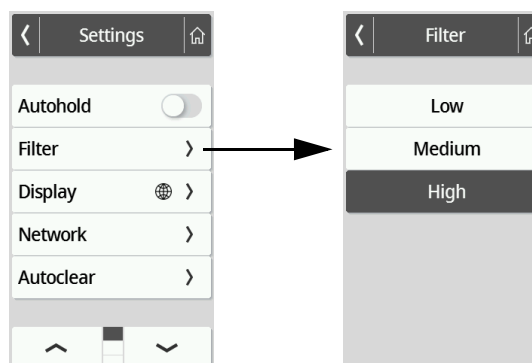 Settings
Autohold
Filter
Display
Network
Autoclear
Filter
Low
Medium
High